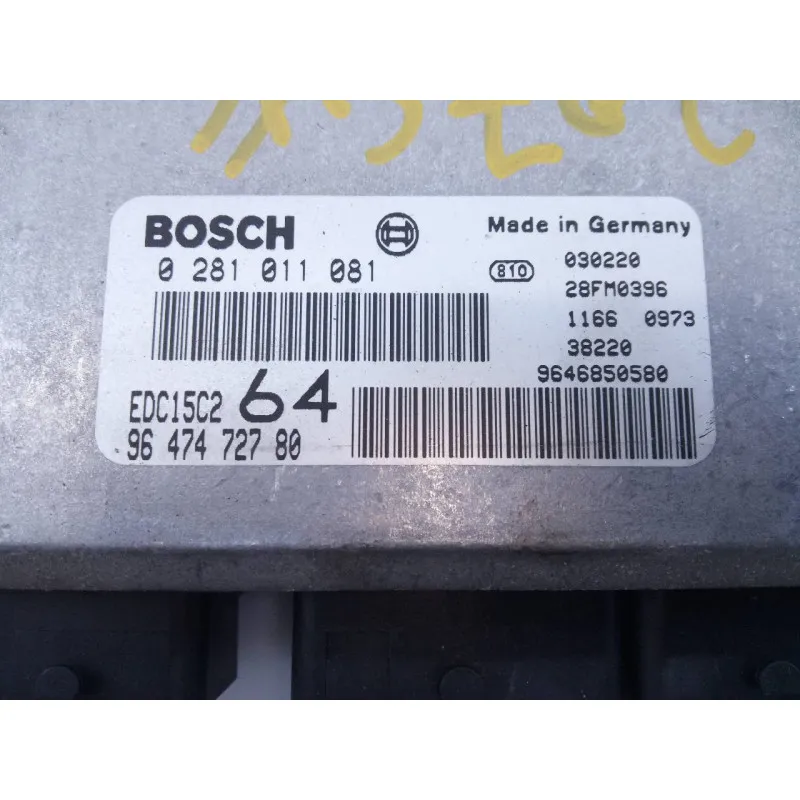 BOSCH
Made in Germany
0 281 011 081
810
030220
28FM0396
1166 0973
38220
9646850580
EDC15C2 64
96 474 727 80